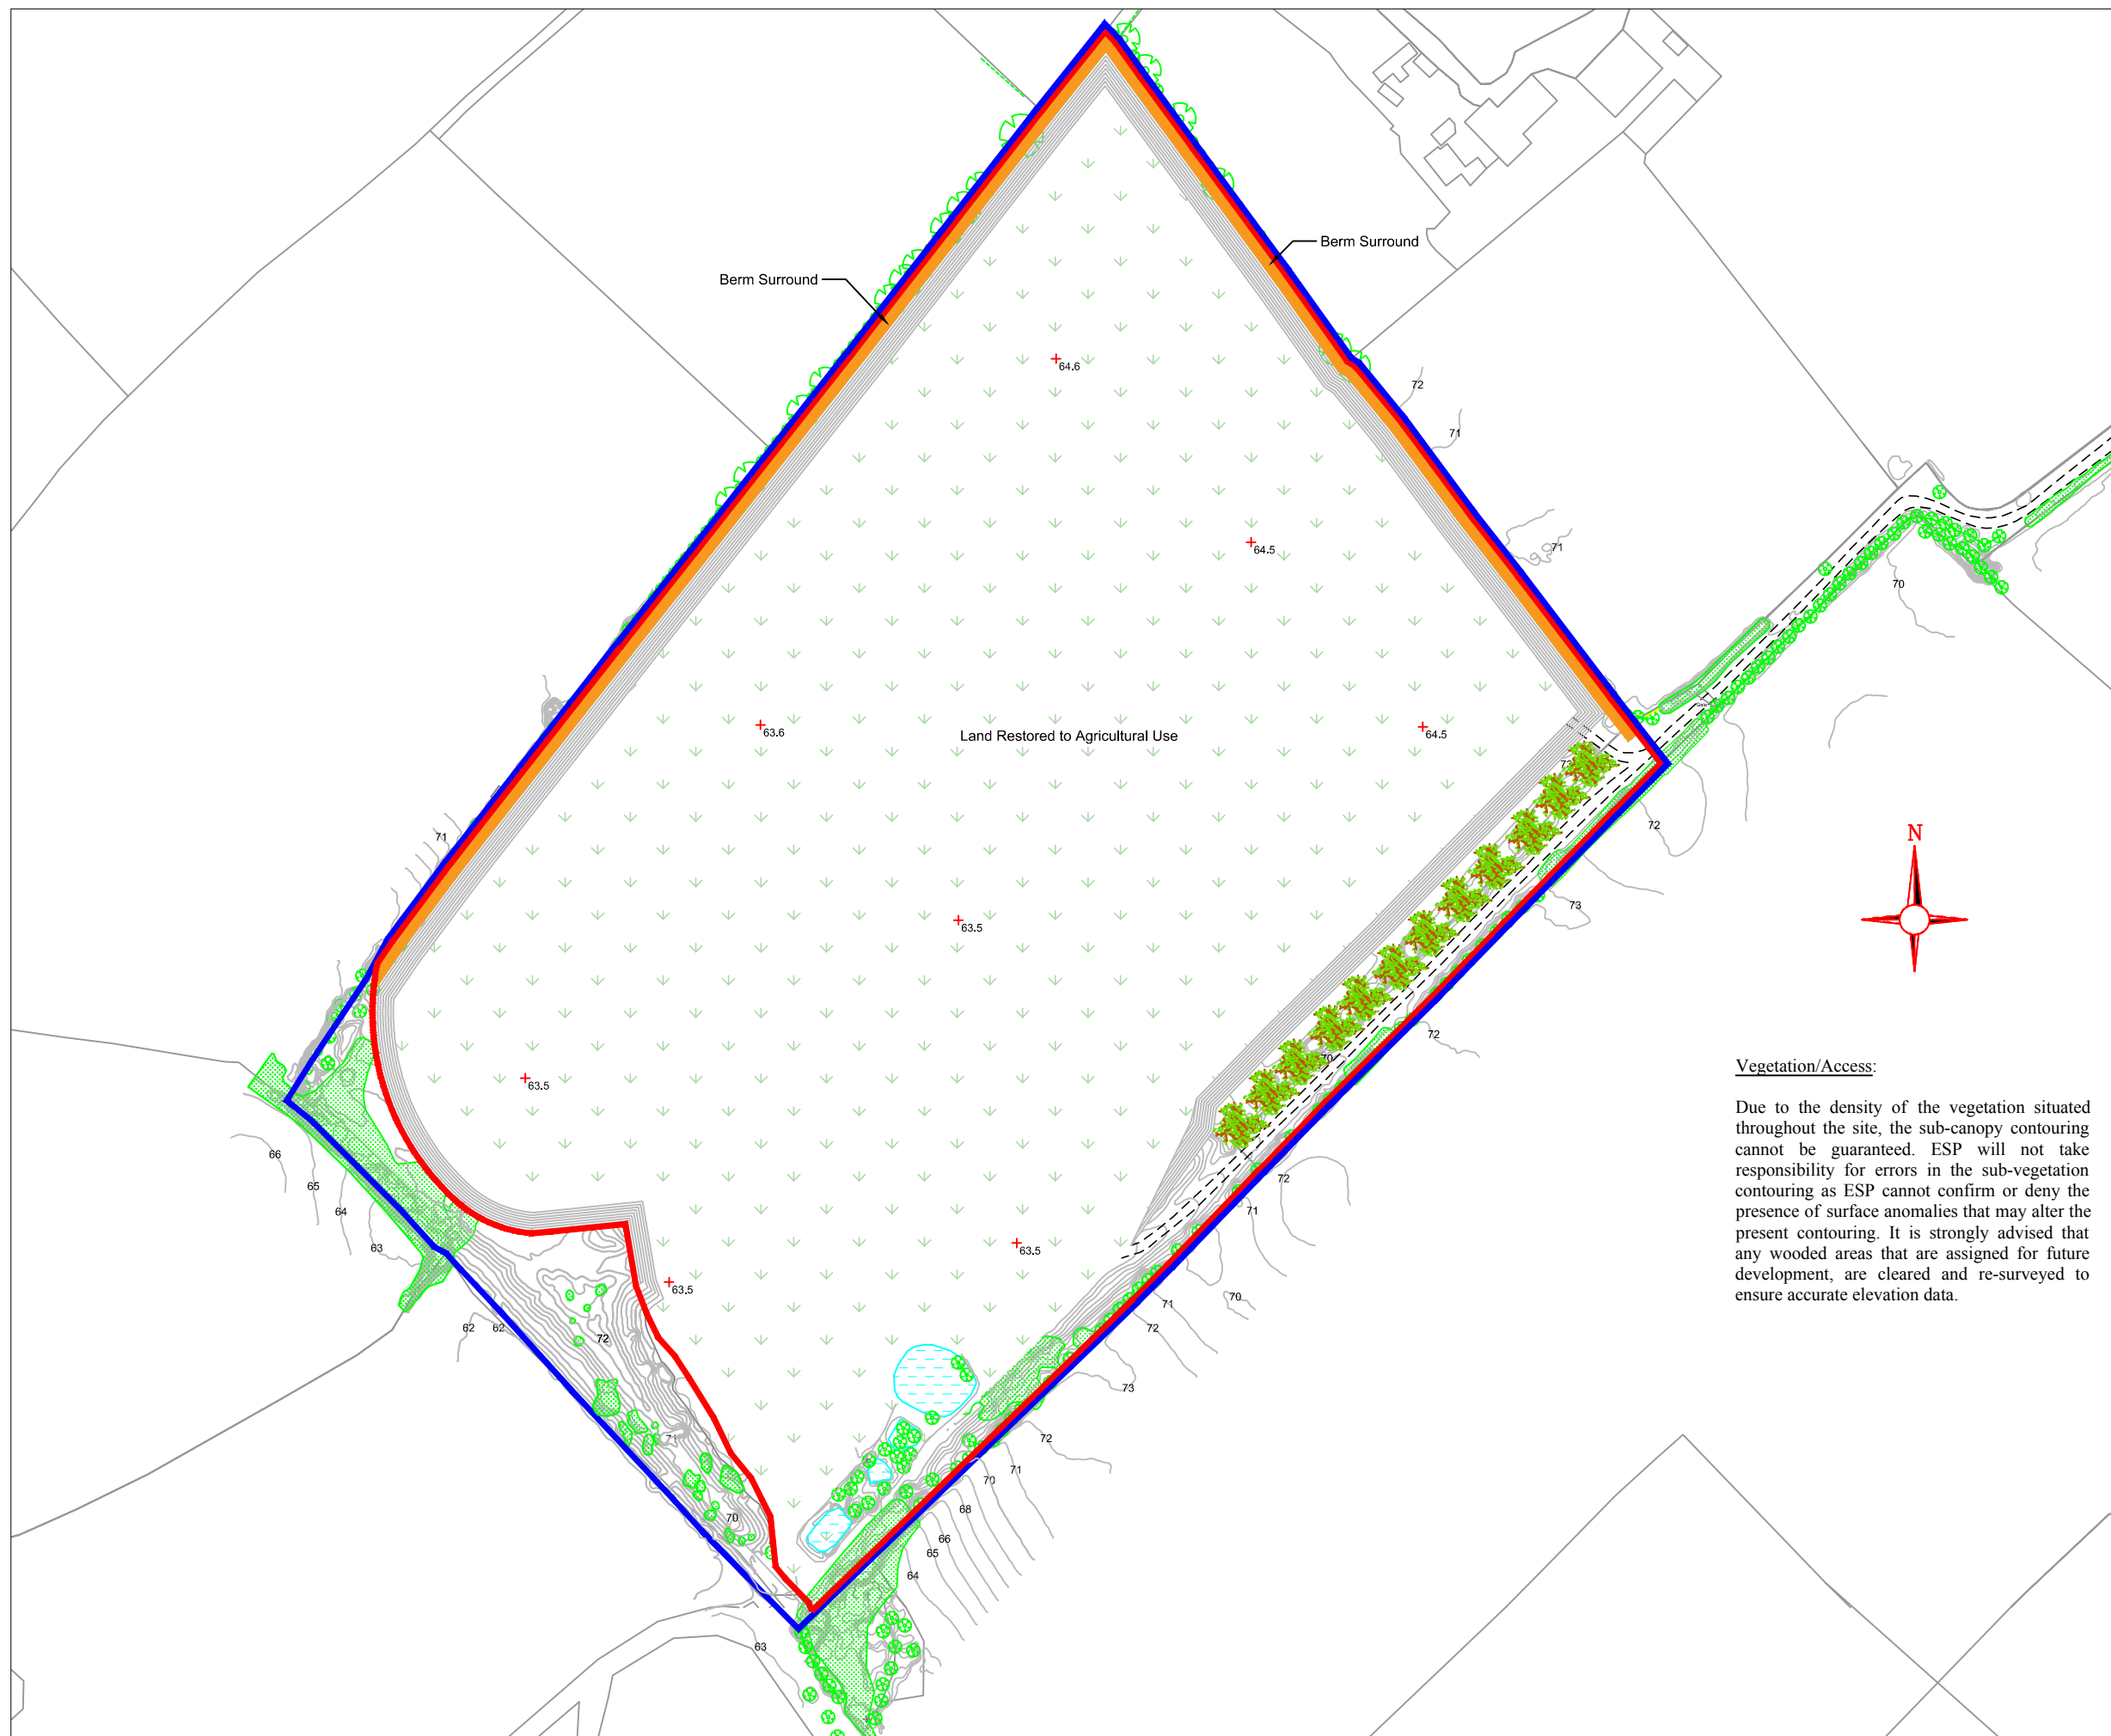 Berm Surround
Berm Surround
72
71
64.6
71
64.5
70
63.6
Land Restored to Agricultural Use
64.5
72
71
N
73
63.5
72
70
Vegetation/Access:
Due to the density of the vegetation situated
throughout the site, the sub-canopy contouring
cannot be guaranteed. ESP will not take
responsibility for errors in the sub-vegetation
contouring as ESP cannot confirm or deny the
presence of surface anomalies that may alter the
present contouring. It is strongly advised that
any wooded areas that are assigned for future
development, are cleared and re-surveyed to
ensure accurate elevation data.
63.5
66
65
64
63
72
71
63.5
63.5
70
71
72
62
62
72
73
71
72
71
70
68
70
66
65
64
63